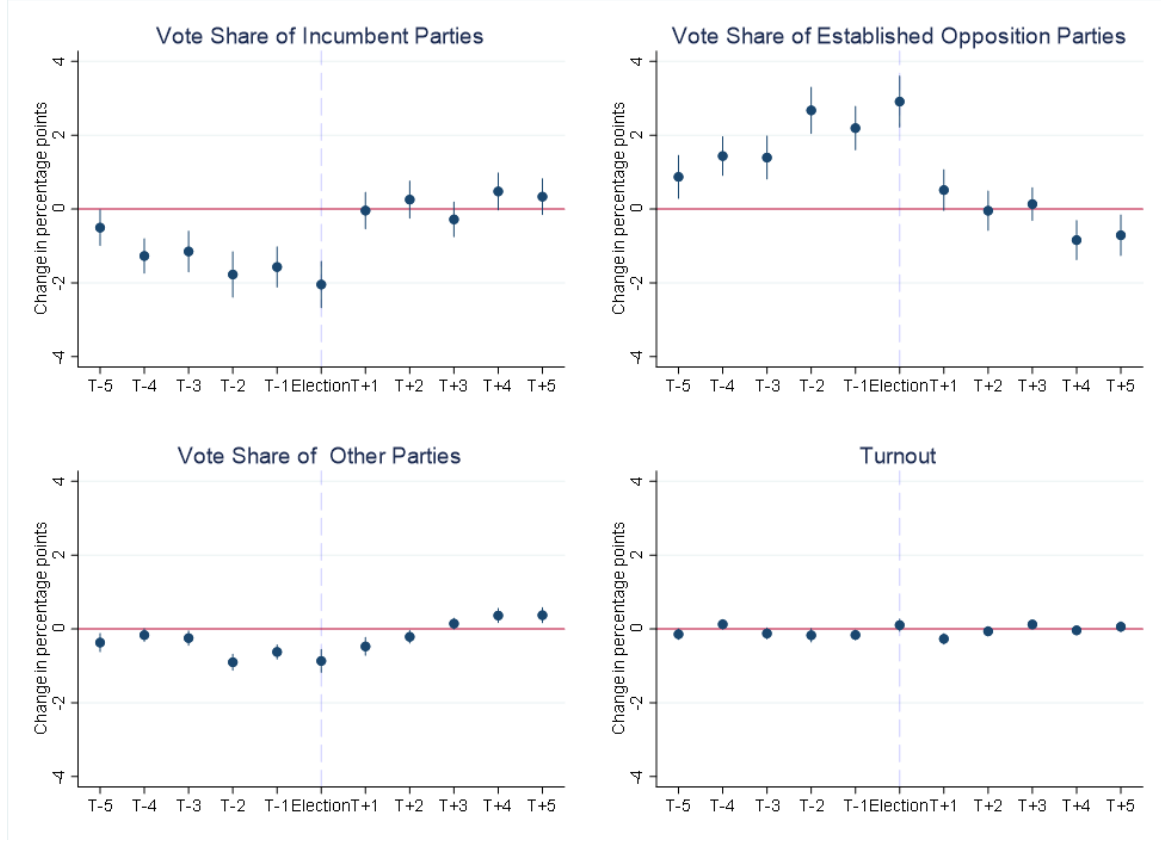 Vote Share of Incumbent Parties
Change in percentage points
4
2
0
-2
-4
T-5 T-4 T-3 T-2 T-1 Election T+1 T+2 T+3 T+4 T+5
Vote Share of Established Opposition Parties
Change in percentage points
4
2
0
-2
-4
T-5 T-4 T-3 T-2 T-1 Election T+1 T+2 T+3 T+4 T+5
Vote Share of Other Parties
Change in percentage points
4
2
0
-2
-4
T-5 T-4 T-3 T-2 T-1 Election T+1 T+2 T+3 T+4 T+5
Turnout
Change in percentage points
4
2
0
-2
-4
T-5 T-4 T-3 T-2 T-1 Election T+1 T+2 T+3 T+4 T+5